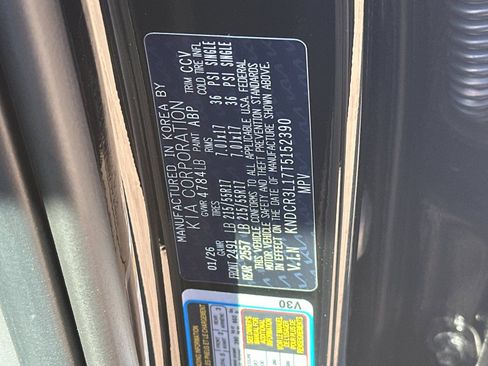 MANUFACTURED IN KOREA BY
KIA CORPORATION
01/26 GVWR 4784LB PAINT ABP TRIM CCV
GAWR TIRES RIMS COLD TIRE INFL
FRONT 2491 LB 215/55R17 7.0Jx17 36 PSI SINGLE
REAR 2557 LB 215/55R17 7.0Jx17 36 PSI SINGLE
THIS VEHICLE CONFORMS TO ALL APPLICABLE U.S.A. FEDERAL
MOTOR VEHICLE SAFETY AND THEFT PREVENTION STANDARDS
IN EFFECT ON THE DATE OF MANUFACTURE SHOWN ABOVE.
V.I.N KNDCR3L17T5152390
MPV
V30